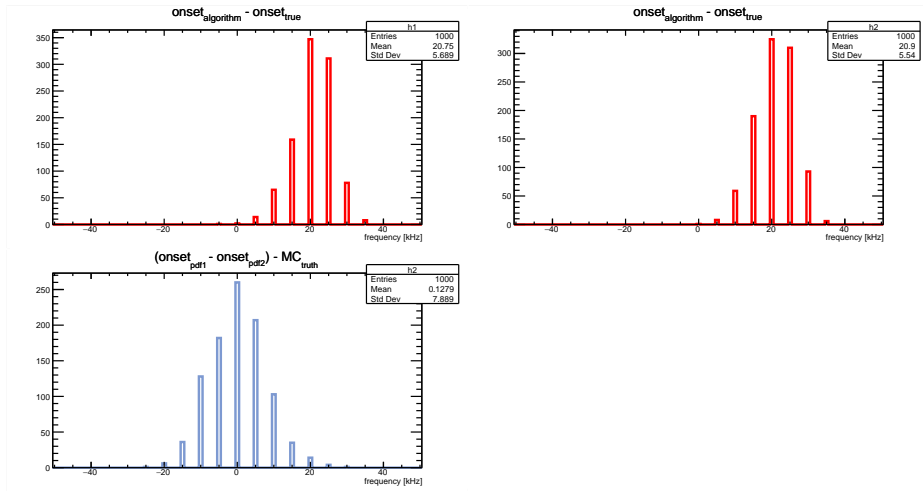 onset_algorithm - onset_true
h1
Entries 1000
Mean 20.75
Std Dev 5.689
350
300
250
200
150
100
50
0
−40 −20 0 20 40
frequency [kHz]
onset_algorithm - onset_true
h2
Entries 1000
Mean 20.9
Std Dev 5.54
300
250
200
150
100
50
0
−40 −20 0 20 40
frequency [kHz]
(onset_pdf1 - onset_pdf2) - MC_truth
h2
Entries 1000
Mean 0.1279
Std Dev 7.889
250
200
150
100
50
0
−40 −20 0 20 40
frequency [kHz]